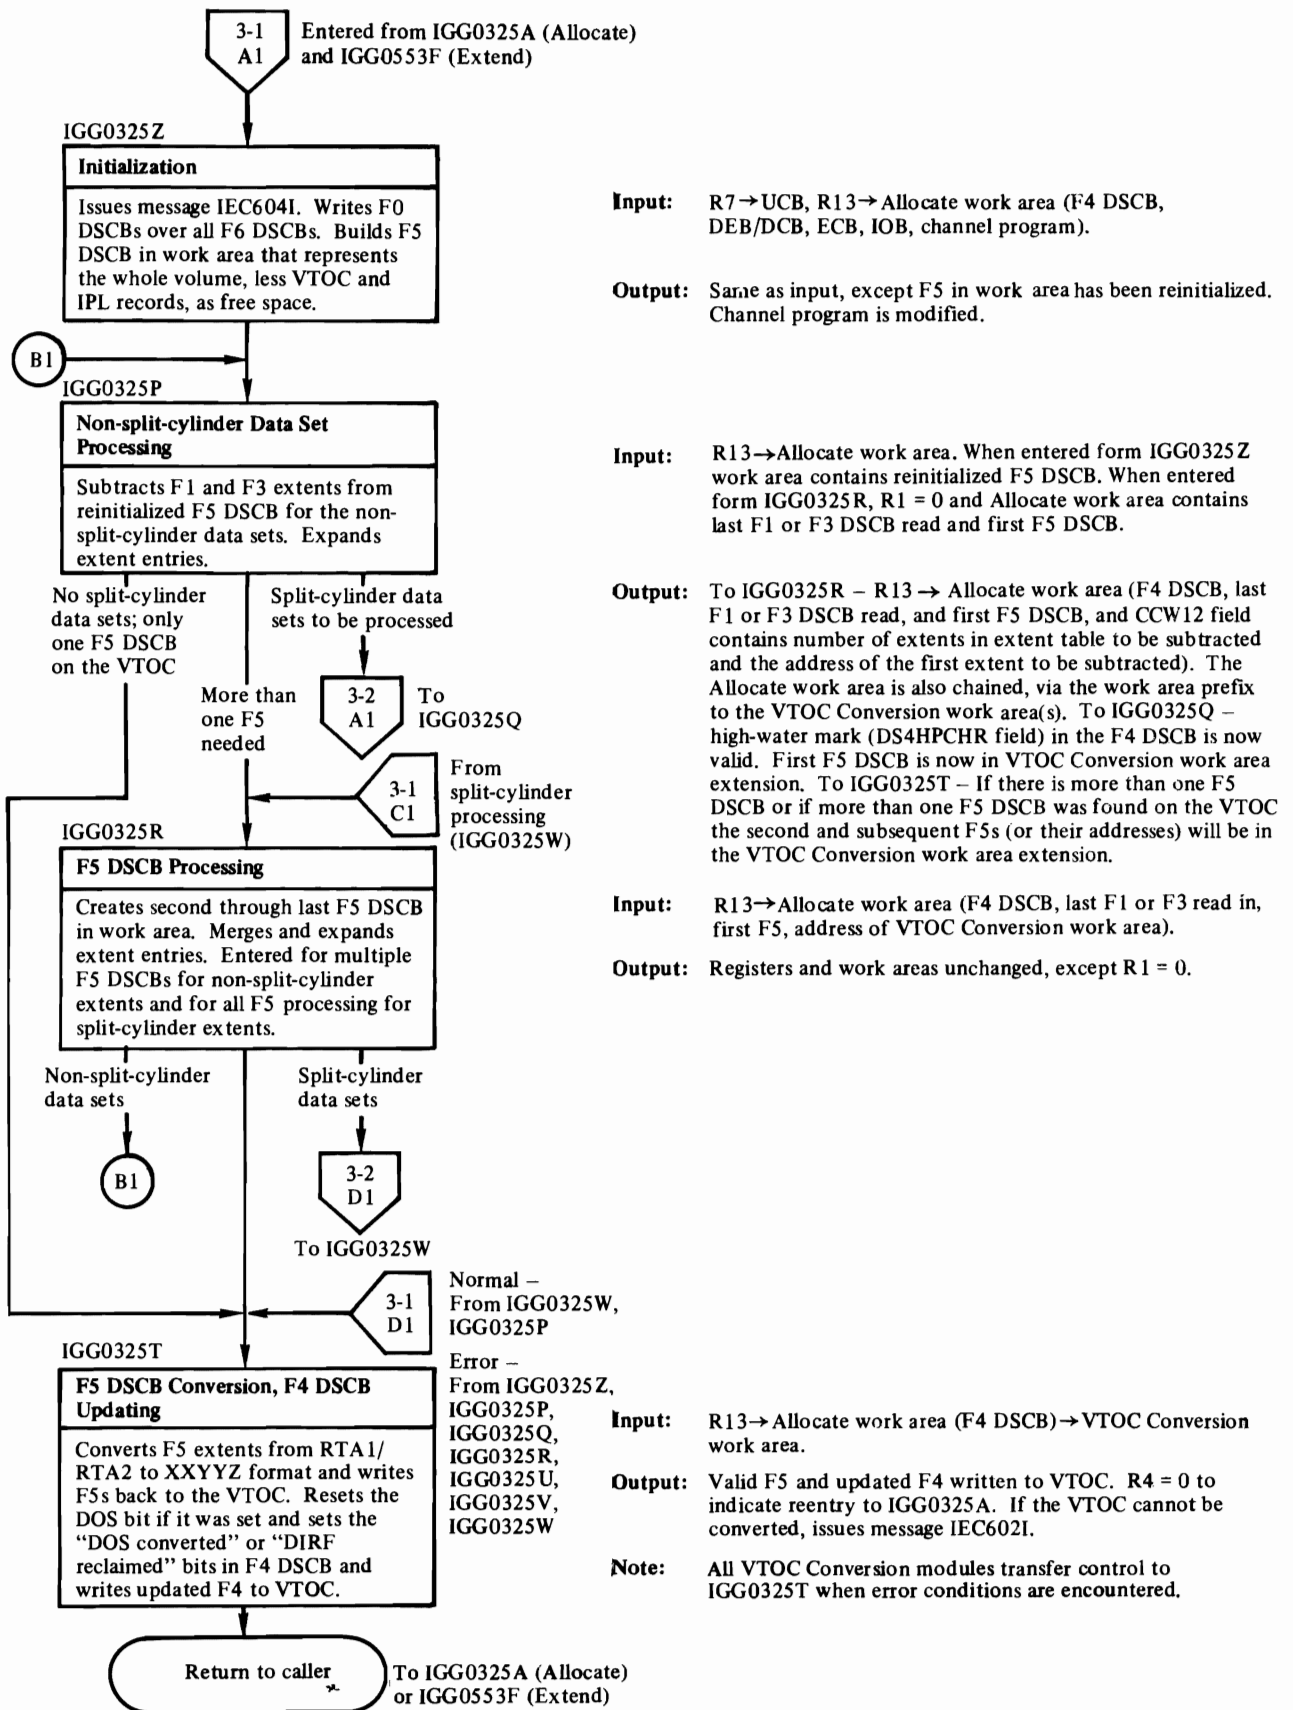 3-1
A1
Entered from IGG0325A (Allocate)
and IGG0553F (Extend)
IGG0325Z
Initialization
Issues message IEC604I. Writes F0
DSCBs over all F6 DSCBs. Builds F5
DSCB in work area that represents
the whole volume, less VTOC and
IPL records, as free space.
Input: R7→UCB, R13→Allocate work area (F4 DSCB,
DEB/DCB, ECB, IOB, channel program).
Output: Same as input, except F5 in work area has been reinitialized.
Channel program is modified.
B1
IGG0325P
Non-split-cylinder Data Set
Processing
Subtracts F1 and F3 extents from
reinitialized F5 DSCB for the non-
split-cylinder data sets. Expands
extent entries.
Input: R13→Allocate work area. When entered form IGG0325Z
work area contains reinitialized F5 DSCB. When entered
form IGG0325R, R1 = 0 and Allocate work area contains
last F1 or F3 DSCB read and first F5 DSCB.
No split-cylinder
data sets; only
one F5 DSCB
on the VTOC
Split-cylinder data
sets to be processed
More than
one F5
needed
3-2
A1
To
IGG0325Q
Output: To IGG0325R – R13 → Allocate work area (F4 DSCB, last
F1 or F3 DSCB read, and first F5 DSCB, and CCW12 field
contains number of extents in extent table to be subtracted
and the address of the first extent to be subtracted). The
Allocate work area is also chained, via the work area prefix
to the VTOC Conversion work area(s). To IGG0325Q –
high-water mark (DS4HPCHR field) in the F4 DSCB is now
valid. First F5 DSCB is now in VTOC Conversion work area
extension. To IGG0325T – If there is more than one F5
DSCB or if more than one F5 DSCB was found on the VTOC
the second and subsequent F5s (or their addresses) will be in
the VTOC Conversion work area extension.
3-1
C1
From
split-cylinder
processing
(IGG0325W)
IGG0325R
F5 DSCB Processing
Creates second through last F5 DSCB
in work area. Merges and expands
extent entries. Entered for multiple
F5 DSCBs for non-split-cylinder
extents and for all F5 processing for
split-cylinder extents.
Input: R13→Allocate work area (F4 DSCB, last F1 or F3 read in,
first F5, address of VTOC Conversion work area).
Output: Registers and work areas unchanged, except R1 = 0.
Non-split-cylinder
data sets
Split-cylinder
data sets
B1
3-2
D1
To IGG0325W
3-1
D1
Normal –
From IGG0325W,
IGG0325P
Error –
From IGG0325Z,
IGG0325P,
IGG0325Q,
IGG0325R,
IGG0325U,
IGG0325V,
IGG0325W
IGG0325T
F5 DSCB Conversion, F4 DSCB
Updating
Converts F5 extents from RTA1/
RTA2 to XXYYZ format and writes
F5s back to the VTOC. Resets the
DOS bit if it was set and sets the
“DOS converted” or “DIRF
reclaimed” bits in F4 DSCB and
writes updated F4 to VTOC.
Input: R13→Allocate work area (F4 DSCB)→VTOC Conversion
work area.
Output: Valid F5 and updated F4 written to VTOC. R4 = 0 to
indicate reentry to IGG0325A. If the VTOC cannot be
converted, issues message IEC602I.
Note: All VTOC Conversion modules transfer control to
IGG0325T when error conditions are encountered.
Return to caller
To IGG0325A (Allocate)
or IGG0553F (Extend)